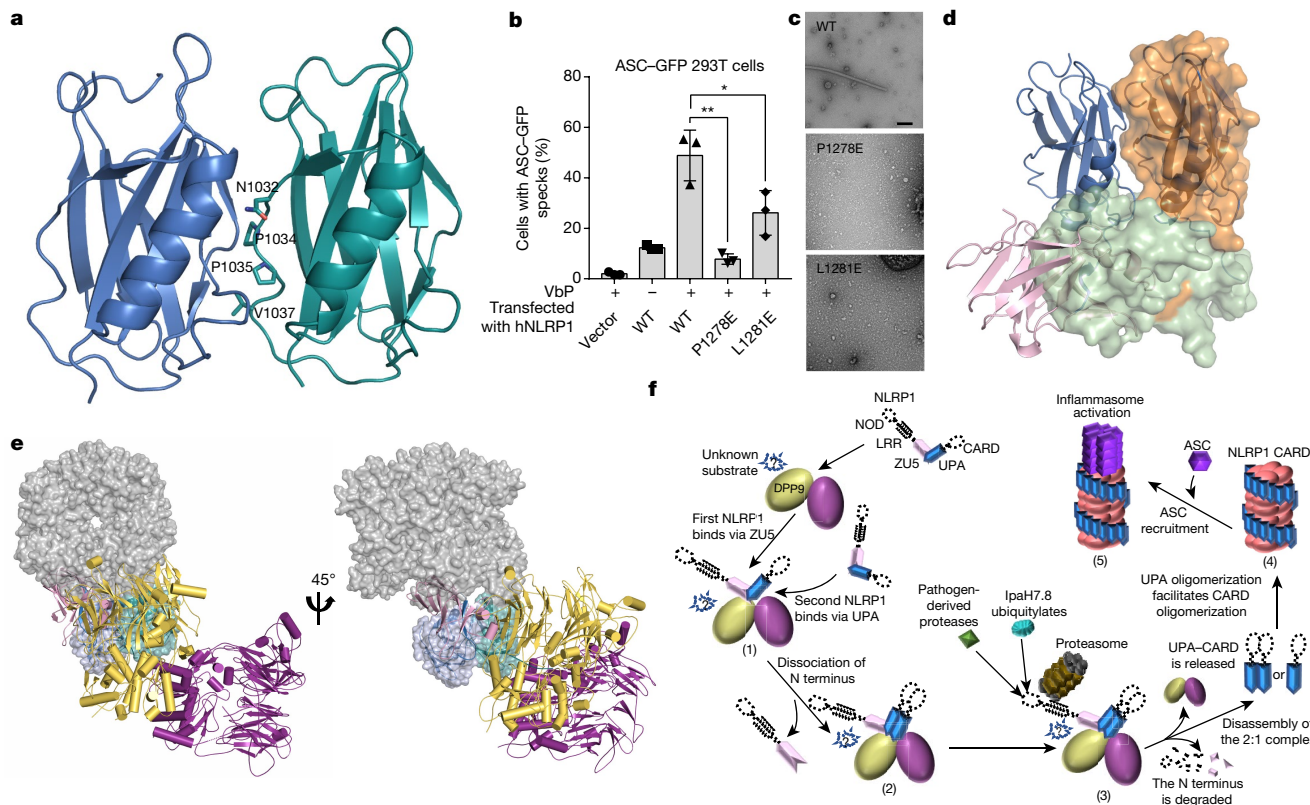 a
N1032
P1034
P1035
V1037
b
ASC–GFP 293T cells
Cells with ASC–GFP
specks (%)
80
60
40
20
0
*
**
VbP
+
–
+
+
+
Transfected
with hNLRP1
Vector
WT
WT
P1278E
L1281E
c
WT
P1278E
L1281E
d
e
45°
f
NLRP1
NOD
LRR
ZU5
UPA
CARD
Unknown
substrate
?
DPP9
First NLRP1
binds via ZU5
Second NLRP1
binds via UPA
?
(1)
Dissociation of
N terminus
?
(2)
Pathogen-
derived
proteases
IpaH7.8
ubiquitylates
Proteasome
?
(3)
UPA–CARD
is released
or
Disassembly of
the 2:1 comple
The N terminus
is degraded
UPA oligomerization
facilitates CARD
oligomerization
(4)
NLRP1 CARD
ASC
ASC
recruitment
Inflammasome
activation
(5)